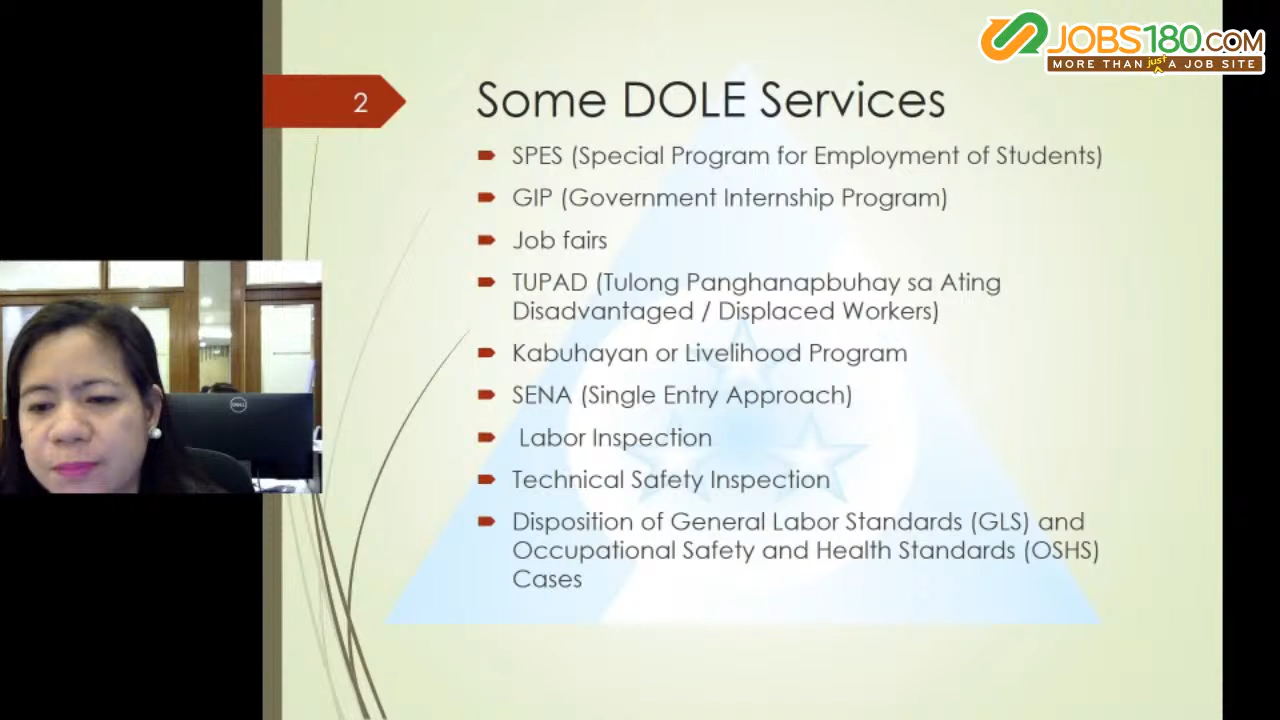 JOBS180.COM
MORE THAN just A JOB SITE
2
Some DOLE Services
SPES (Special Program for Employment of Students)
GIP (Government Internship Program)
Job fairs
TUPAD (Tulong Panghanapbuhay sa Ating
Disadvantaged / Displaced Workers)
Kabuhayan or Livelihood Program
SENA (Single Entry Approach)
Labor Inspection
Technical Safety Inspection
Disposition of General Labor Standards (GLS) and
Occupational Safety and Health Standards (OSHS)
Cases
DELL